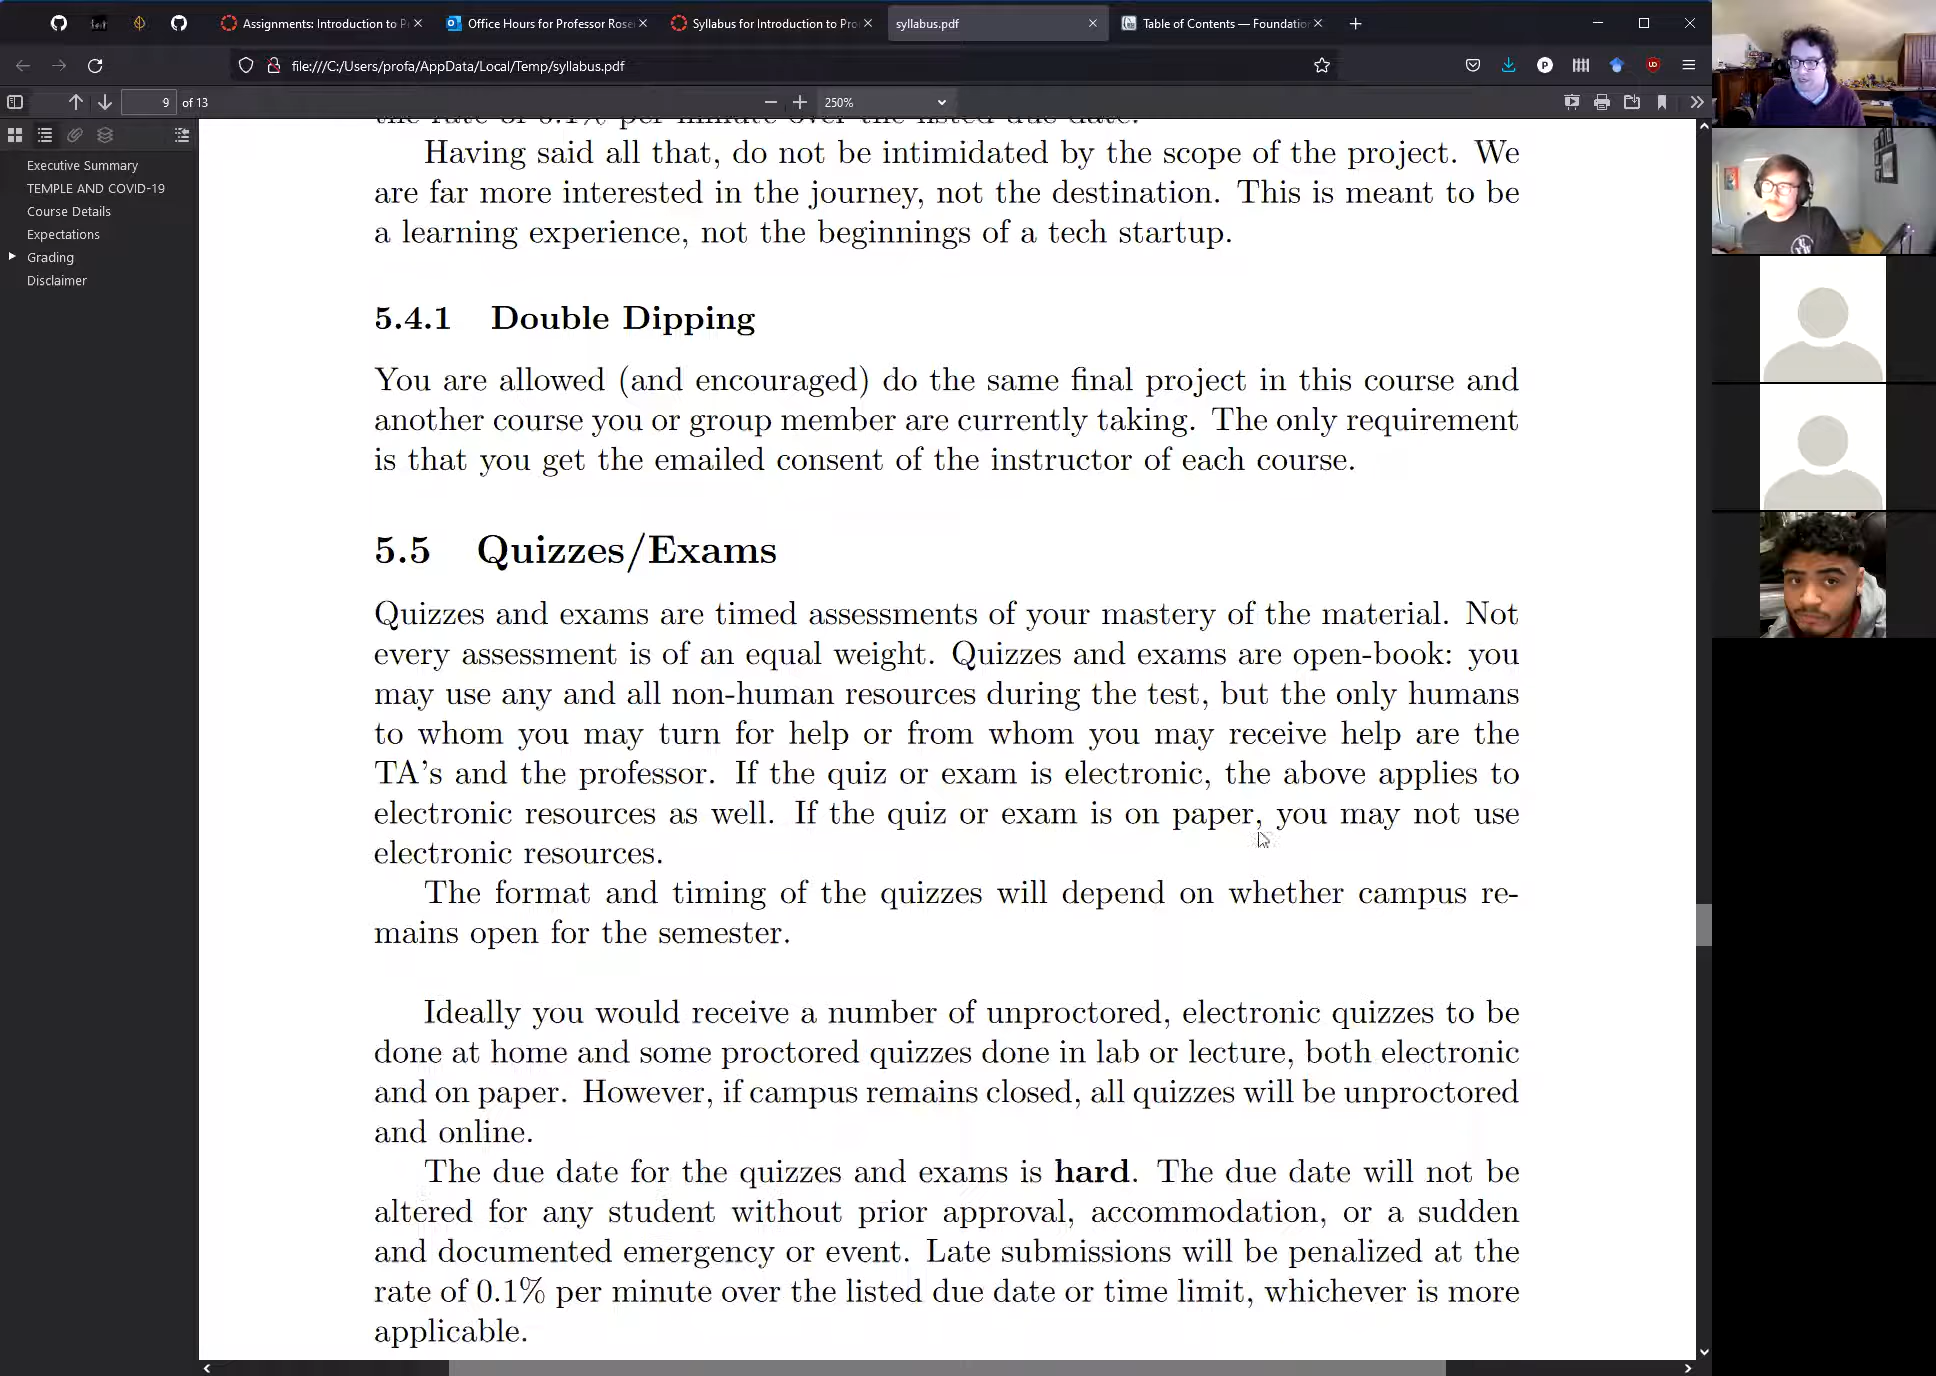 Assignments: Introduction to P
Office Hours for Professor Rose
Syllabus for Introduction to Pro
syllabus.pdf
Table of Contents — Foundatio
file:///C:/Users/profa/AppData/Local/Temp/syllabus.pdf
9 of 13
250%
Executive Summary
TEMPLE AND COVID-19
Course Details
Expectations
Grading
Disclaimer
the rate of 0.1% per minute over the listed due date.
Having said all that, do not be intimidated by the scope of the project. We
are far more interested in the journey, not the destination. This is meant to be
a learning experience, not the beginnings of a tech startup.
5.4.1 Double Dipping
You are allowed (and encouraged) do the same final project in this course and
another course you or group member are currently taking. The only requirement
is that you get the emailed consent of the instructor of each course.
5.5 Quizzes/Exams
Quizzes and exams are timed assessments of your mastery of the material. Not
every assessment is of an equal weight. Quizzes and exams are open-book: you
may use any and all non-human resources during the test, but the only humans
to whom you may turn for help or from whom you may receive help are the
TA's and the professor. If the quiz or exam is electronic, the above applies to
electronic resources as well. If the quiz or exam is on paper, you may not use
electronic resources.
The format and timing of the quizzes will depend on whether campus re-
mains open for the semester.
Ideally you would receive a number of unproctored, electronic quizzes to be
done at home and some proctored quizzes done in lab or lecture, both electronic
and on paper. However, if campus remains closed, all quizzes will be unproctored
and online.
The due date for the quizzes and exams is hard. The due date will not be
altered for any student without prior approval, accommodation, or a sudden
and documented emergency or event. Late submissions will be penalized at the
rate of 0.1% per minute over the listed due date or time limit, whichever is more
applicable.